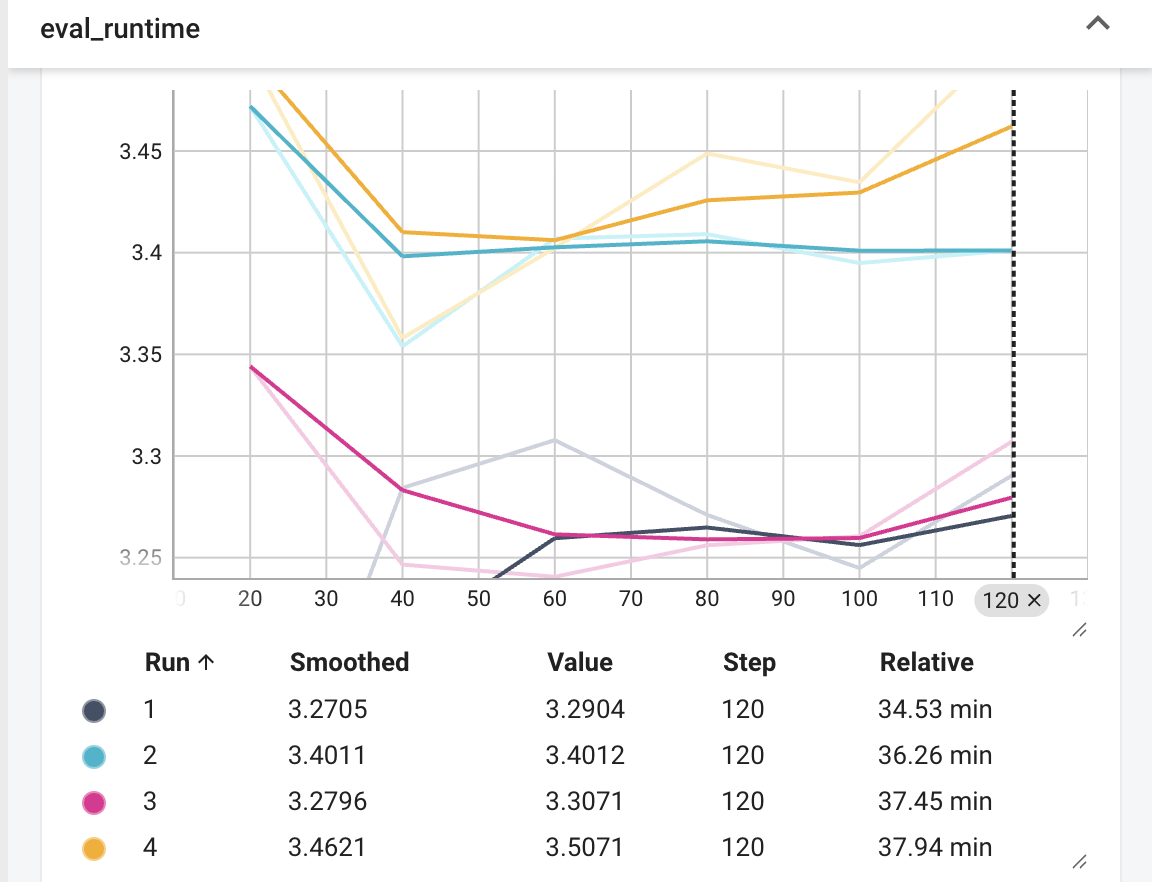 eval_runtime
3.45
3.4
3.35
3.3
3.25
0 20 30 40 50 60 70 80 90 100 110 120 ✕
Run ↑ Smoothed Value Step Relative
1 3.2705 3.2904 120 34.53 min
2 3.4011 3.4012 120 36.26 min
3 3.2796 3.3071 120 37.45 min
4 3.4621 3.5071 120 37.94 min